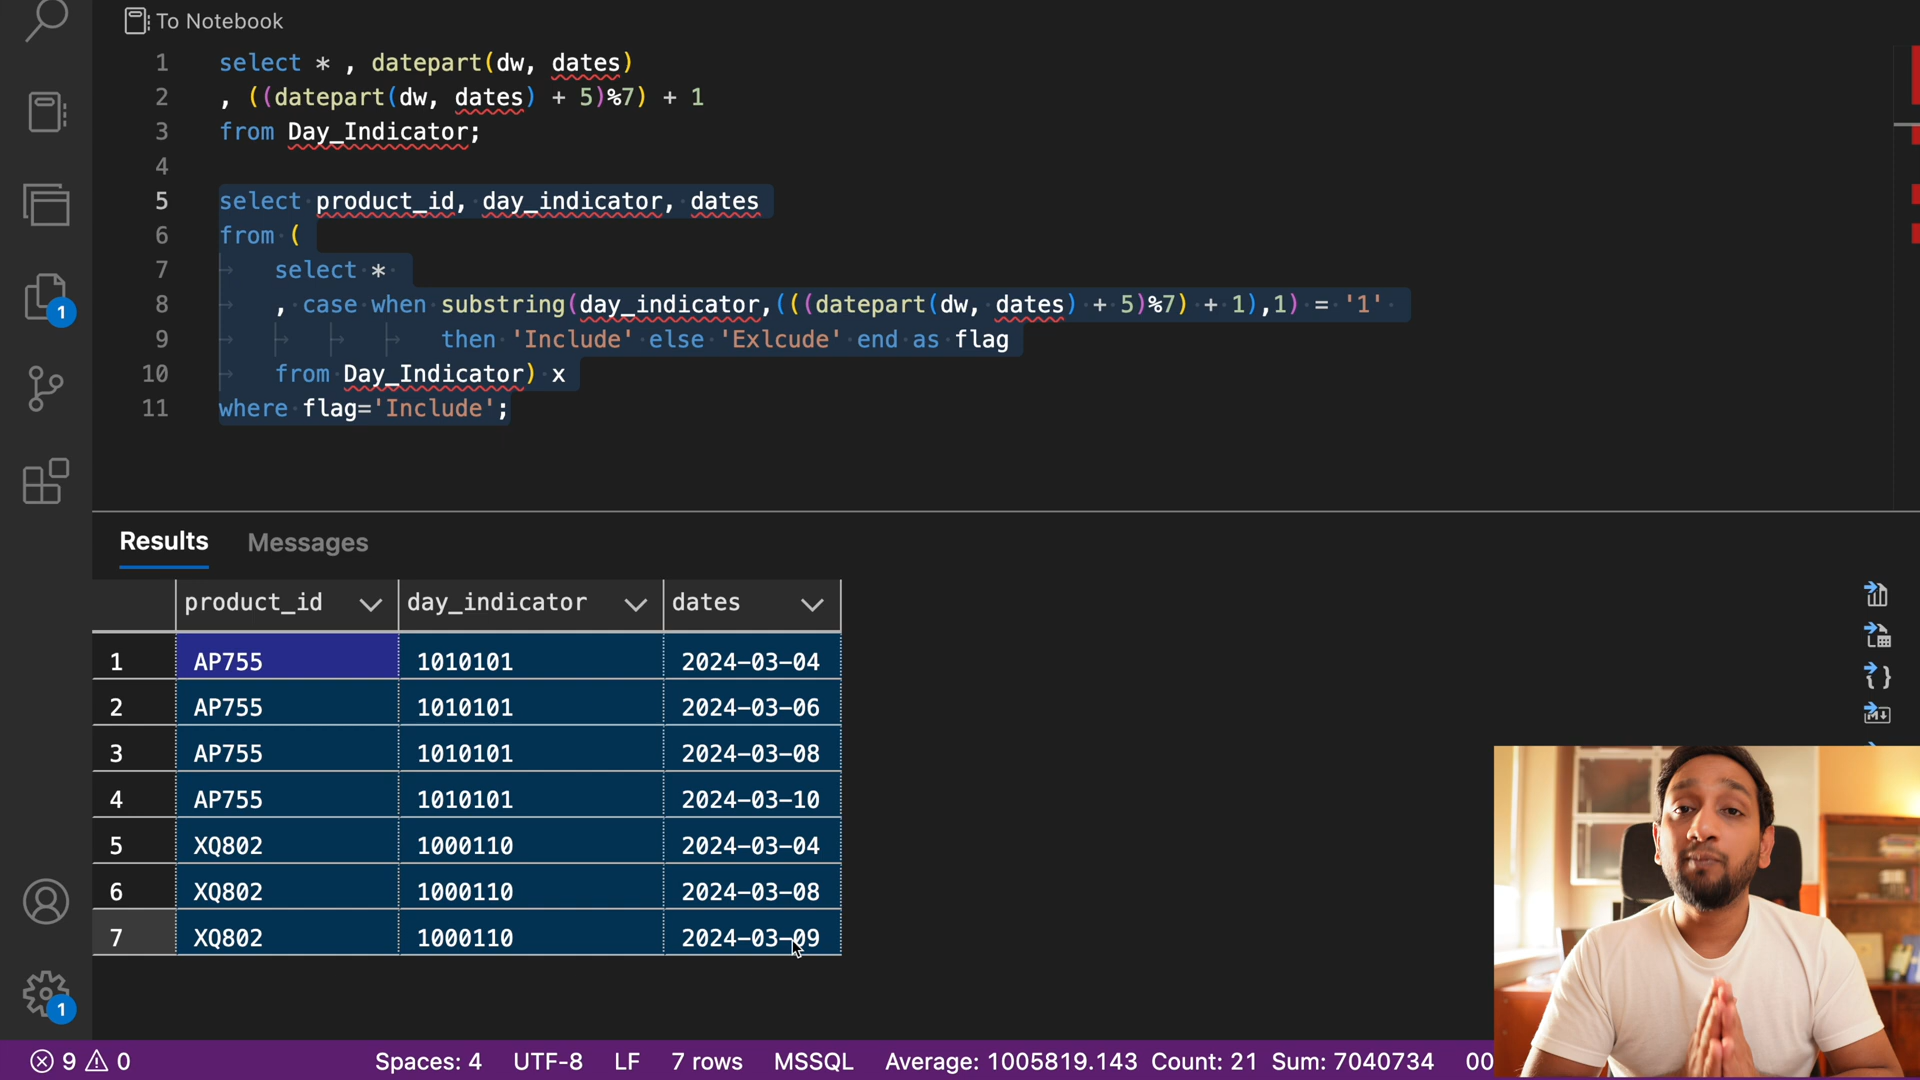 To Notebook
1 select * , datepart(dw, dates)
2 , ((datepart(dw, dates) + 5)%7) + 1
3 from Day_Indicator;
4
5 select product_id, day_indicator, dates
6 from (
7 select *
8 , case when substring(day_indicator,(((datepart(dw, dates) + 5)%7) + 1),1) = '1'
9 then 'Include' else 'Exlcude' end as flag
10 from Day_Indicator) x
11 where flag='Include';
1
Results Messages
product_id day_indicator dates
1 AP755 1010101 2024-03-04
2 AP755 1010101 2024-03-06
3 AP755 1010101 2024-03-08
4 AP755 1010101 2024-03-10
5 XQ802 1000110 2024-03-04
6 XQ802 1000110 2024-03-08
7 XQ802 1000110 2024-03-09
1
9 0 Spaces: 4 UTF-8 LF 7 rows MSSQL Average: 1005819.143 Count: 21 Sum: 7040734 00